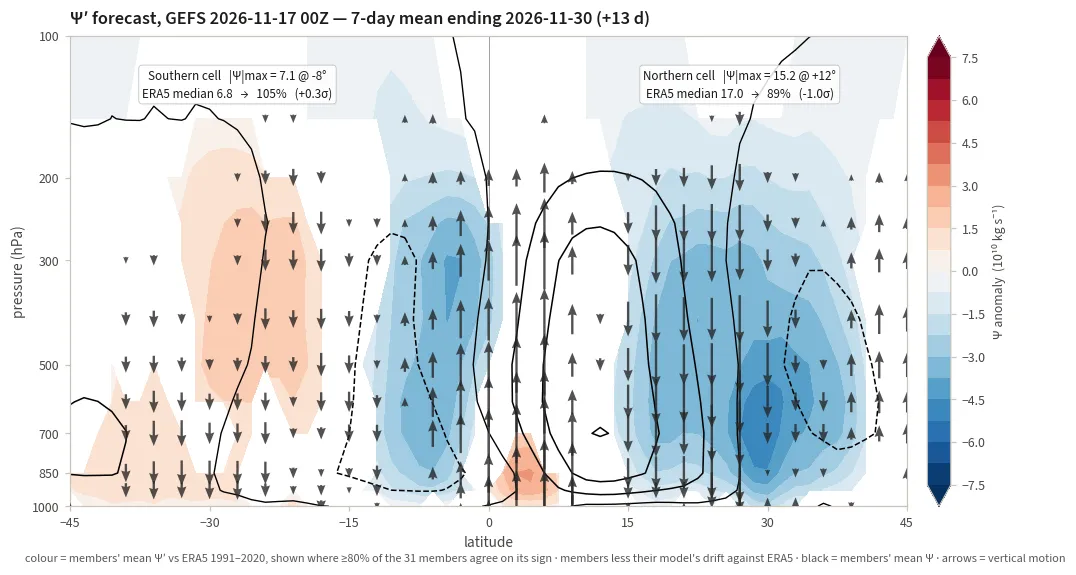 Ψ′ forecast, GEFS 2026-11-17 00Z — 7-day mean ending 2026-11-30 (+13 d)
Southern cell |Ψ|max = 7.1 @ -8°
ERA5 median 6.8 → 105% (+0.3σ)
Northern cell |Ψ|max = 15.2 @ +12°
ERA5 median 17.0 → 89% (-1.0σ)
pressure (hPa)
100
200
300
400
500
700
850
1000
−45
−30
−15
0
15
30
45
latitude
7.5
6.0
4.5
3.0
1.5
0.0
−1.5
−3.0
−4.5
−6.0
−7.5
Ψ anomaly (10¹⁰ kg s⁻¹)
colour = members' mean Ψ′ vs ERA5 1991–2020, shown where ≥80% of the 31 members agree on its sign · members less their model's drift against ERA5 · black = members' mean Ψ · arrows = vertical motion